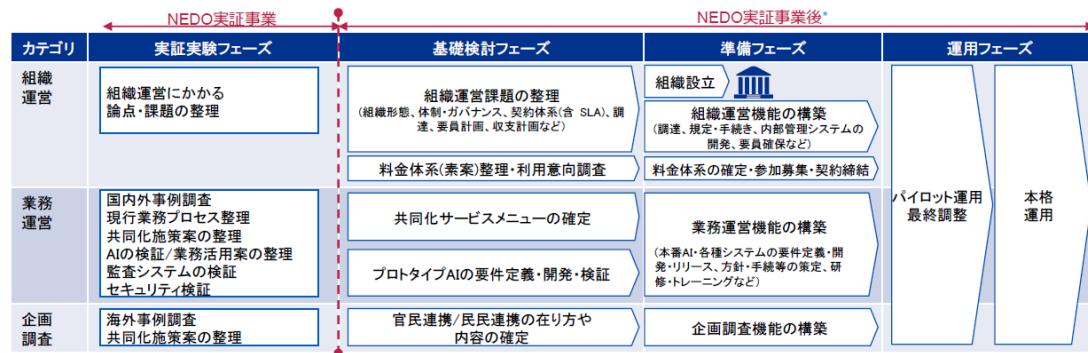 NEDO実証事業
NEDO実証事業後*
カテゴリ
実証実験フェーズ
基礎検討フェーズ
準備フェーズ
運用フェーズ
組織
運営
組織運営にかかる
論点・課題の整理
組織運営課題の整理
(組織形態、体制・ガバナンス、契約体系(含 SLA)、調
達、要員計画、収支計画など)
料金体系(素案)整理・利用意向調査
組織設立
組織運営機能の構築
(調達、規定・手続き、内部管理システムの
開発、要員確保など)
料金体系の確定・参加募集・契約締結
業務
運営
国内外事例調査
現行業務プロセス整理
共同化施策案の整理
AIの検証/業務活用案の整理
監査システムの検証
セキュリティ検証
共同化サービスメニューの確定
プロトタイプAIの要件定義・開発・検証
業務運営機能の構築
(本番AI・各種システムの要件定義・開
発・リリース、方針・手続等の策定、研
修・トレーニングなど)
パイロット運用
最終調整
本格
運用
企画
調査
海外事例調査
共同化施策案の整理
官民連携/民民連携の在り方や
内容の確定
企画調査機能の構築